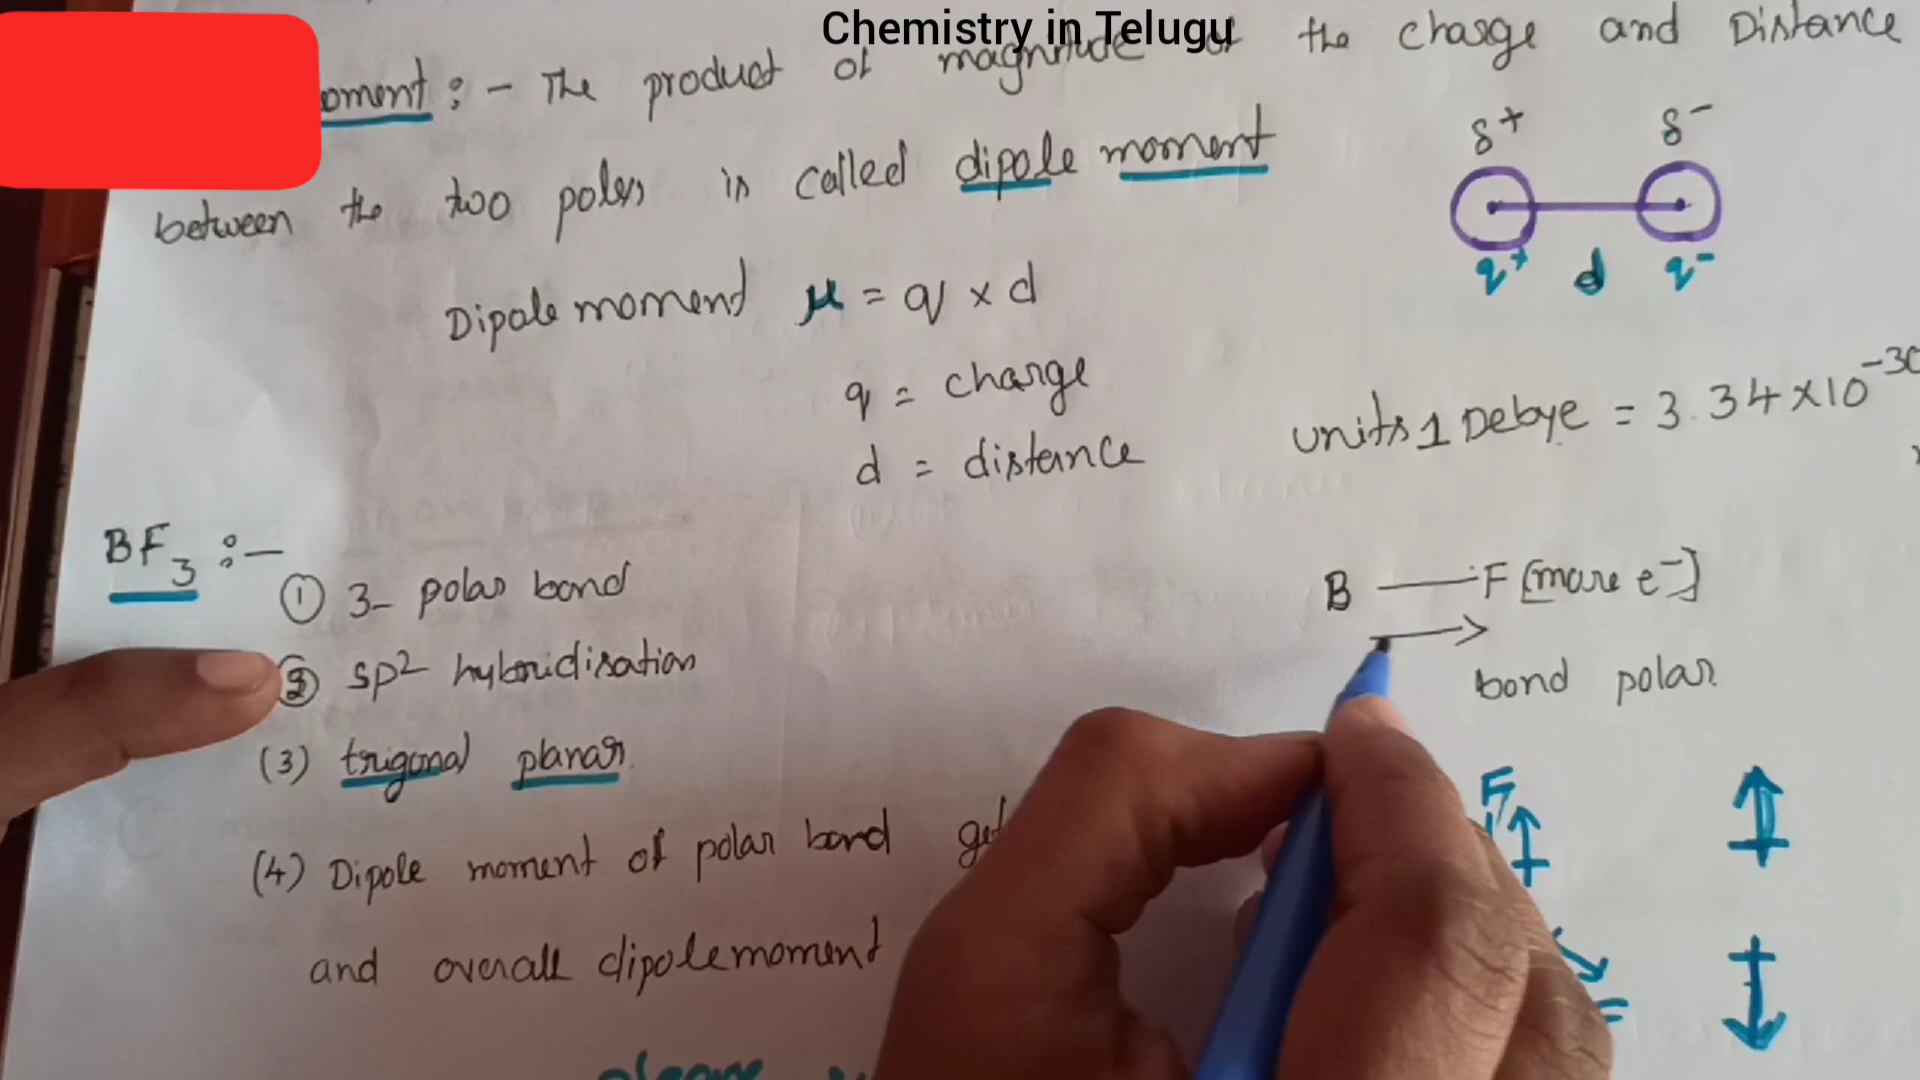 Chemistry in Telugu
oment :- The product of magnitude of the charge and Distance
between the two poles is called dipole moment
δ+ δ-
q+ d q-
Dipole moment μ = q x d
q = charge
d = distance
units 1 Debye = 3.34 x 10-30
BF3 :-
① 3- polar bond
② sp2 hybridisation
(3) trigonal planar
(4) Dipole moment of polar bond
and overall dipolemoment
B — F [more e-]
bond polar
F
please